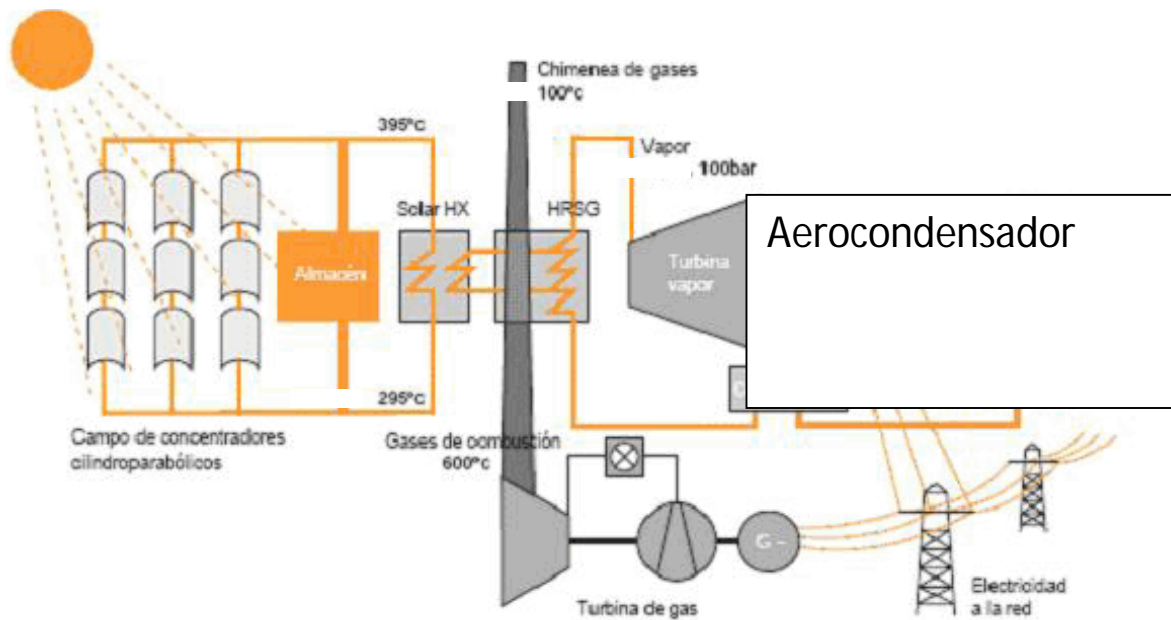 Chimenea de gases
100ºc
395ºC
Vapor
100bar
Sollar HX
HRSG
Aerocondensador
Almacén
Turbina
vapor
295ºC
Campo de concentradores
cilindroparabólicos
Gases de combustión
600ºc
G ~
Turbina de gas
Electricidad
a la red